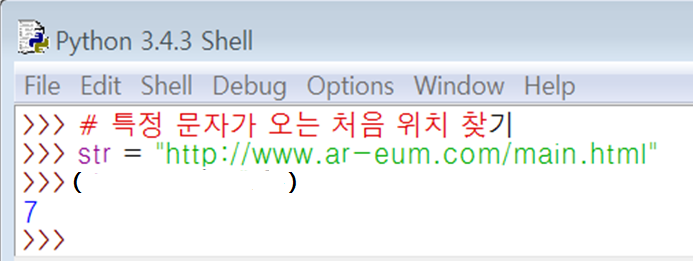 Python 3.4.3 Shell
File Edit Shell Debug Options Window Help
>>> # 특정 문자가 오는 처음 위치 찾기
>>> str = "http://www.ar-eum.com/main.html"
>>> ( )
7
>>>